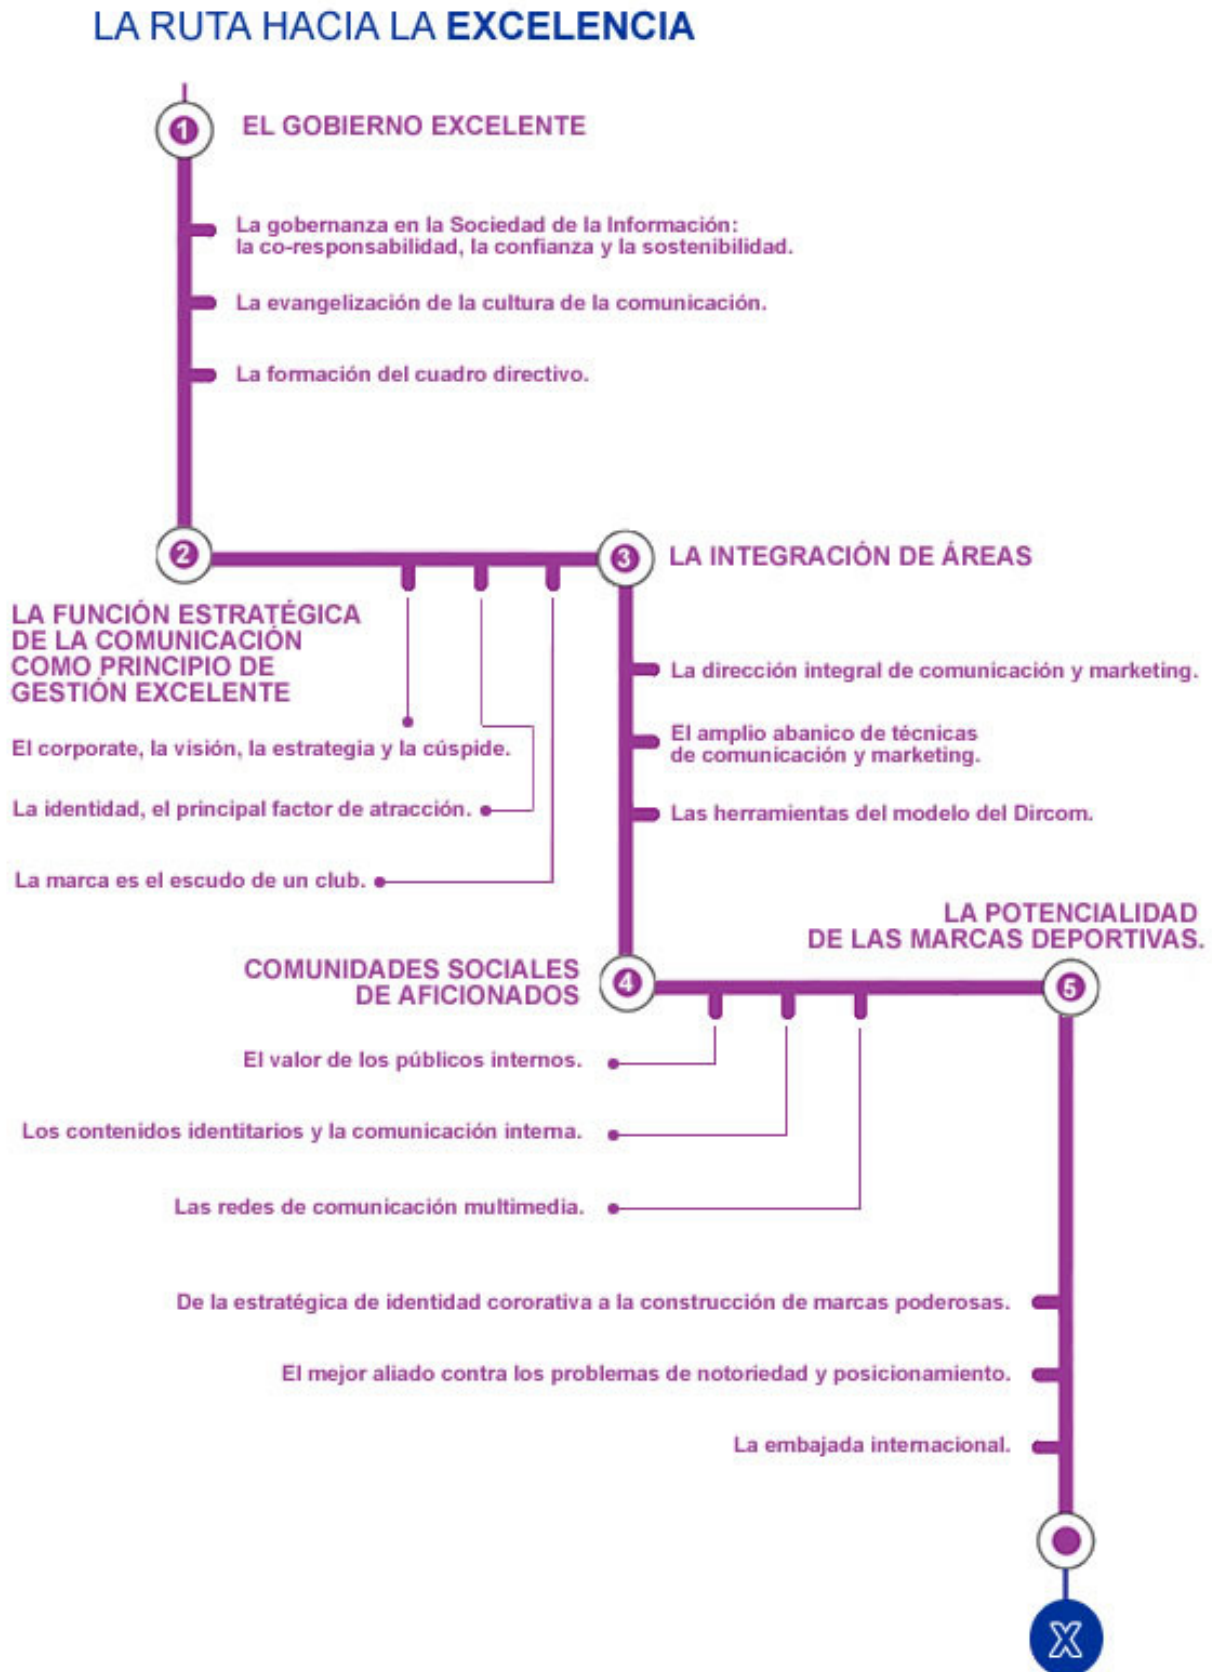 LA RUTA HACIA LA EXCELENCIA
1
EL GOBIERNO EXCELENTE
La gobernanza en la Sociedad de la Información:
la co-responsabilidad, la confianza y la sostenibilidad.
La evangelización de la cultura de la comunicación.
La formación del cuadro directivo.
2
LA FUNCIÓN ESTRATÉGICA
DE LA COMUNICACIÓN
COMO PRINCIPIO DE
GESTIÓN EXCELENTE
El corporate, la visión, la estrategia y la cúspide.
La identidad, el principal factor de atracción.
La marca es el escudo de un club.
3
LA INTEGRACIÓN DE ÁREAS
La dirección integral de comunicación y marketing.
El amplio abanico de técnicas
de comunicación y marketing.
Las herramientas del modelo del Dircom.
COMUNIDADES SOCIALES
DE AFICIONADOS
4
El valor de los públicos internos.
Los contenidos identitarios y la comunicación interna.
Las redes de comunicación multimedia.
LA POTENCIALIDAD
DE LAS MARCAS DEPORTIVAS.
5
De la estratégica de identidad cororativa a la construcción de marcas poderosas.
El mejor aliado contra los problemas de notoriedad y posicionamiento.
La embajada internacional.
X